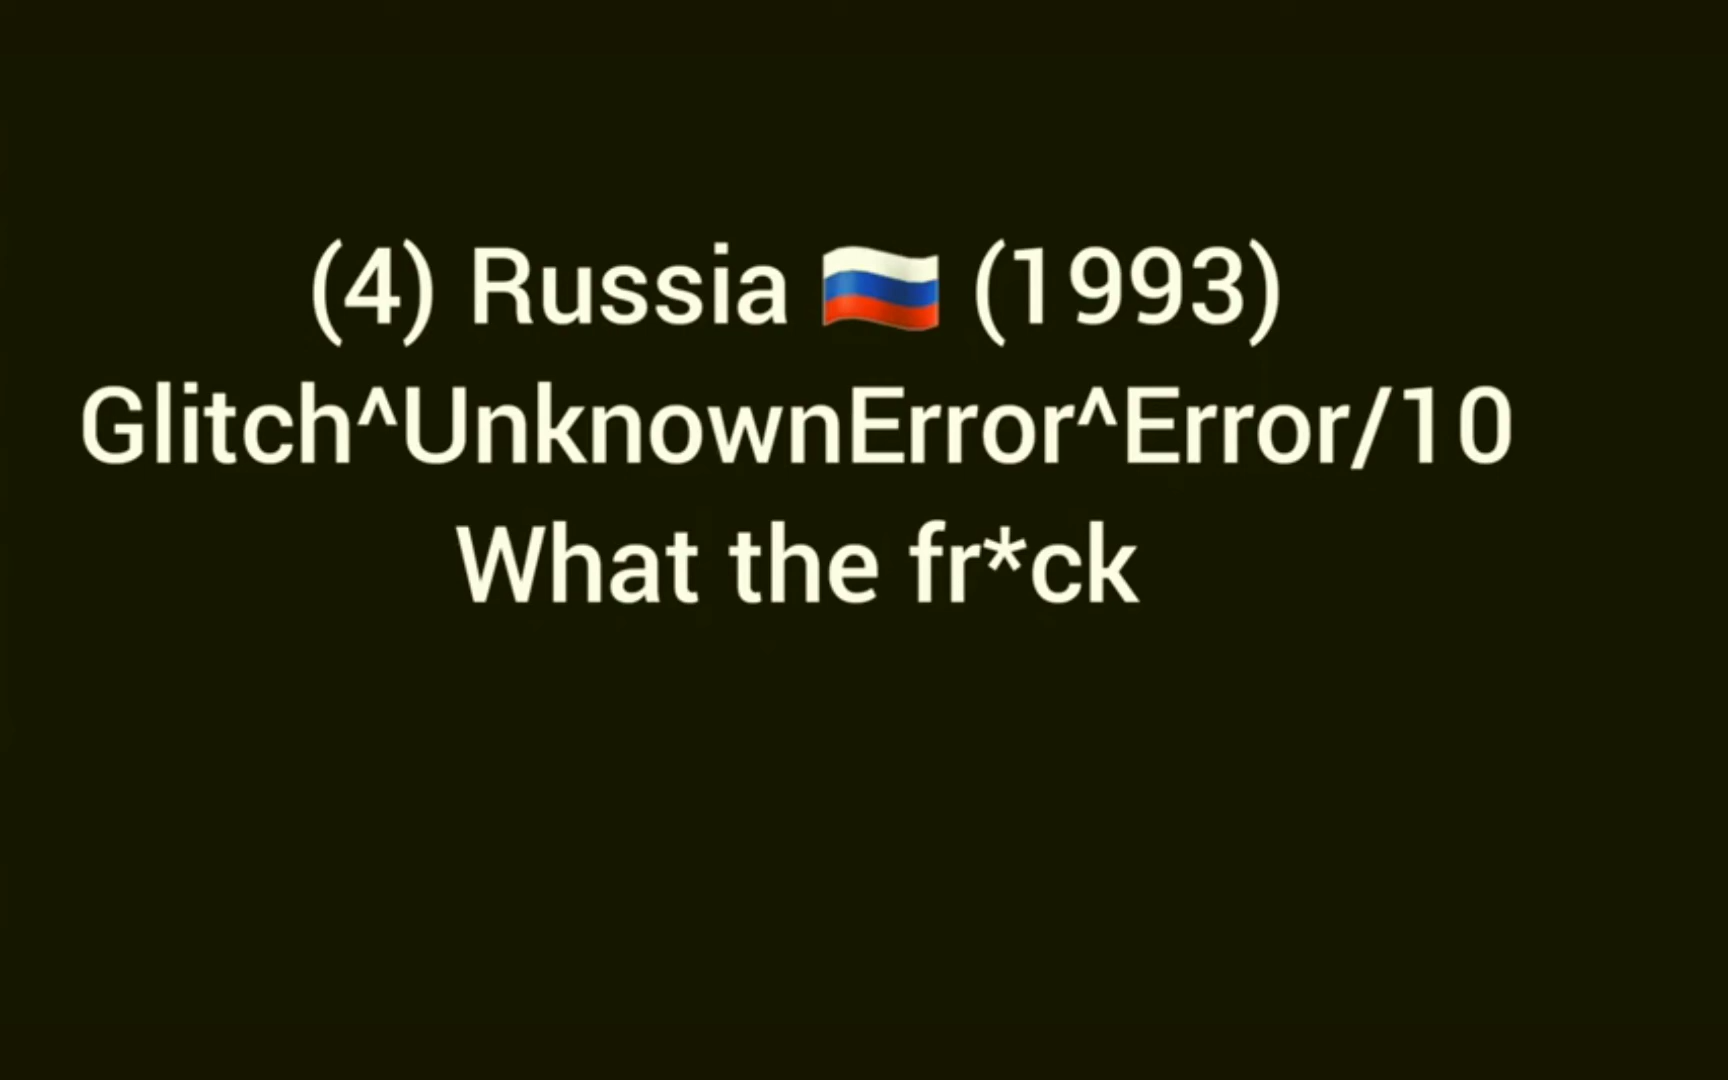 (4) Russia 🇷🇺 (1993)
Glitch^UnknownError^Error/10
What the fr*ck